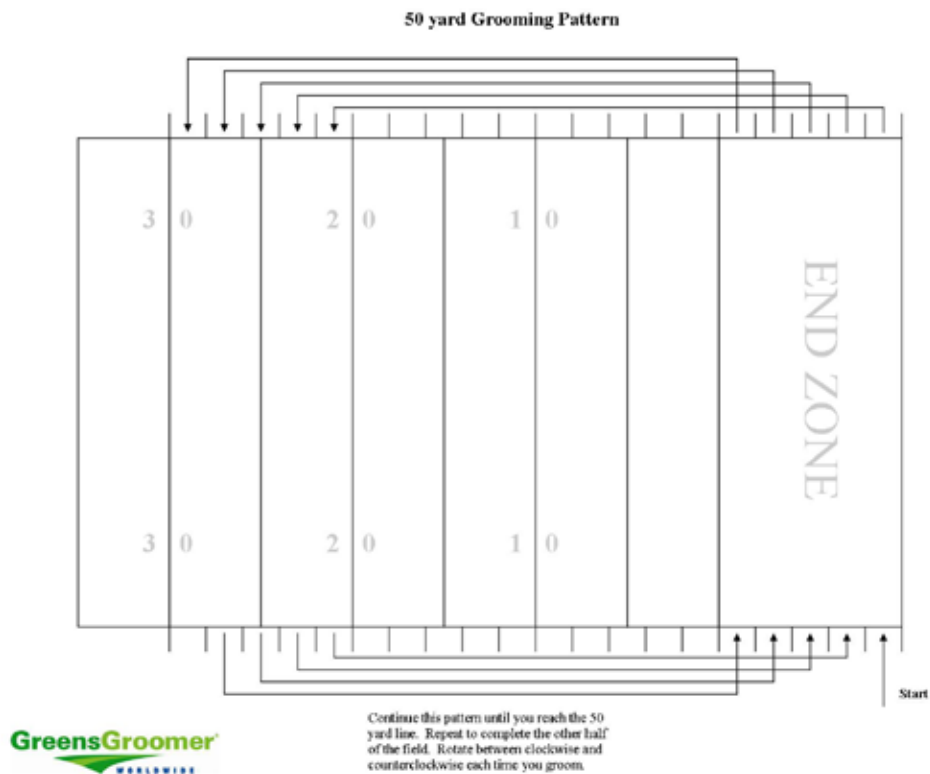 50 yard Grooming Pattern
3 0 2 0 1 0
END ZONE
3 0 2 0 1 0
Start
Continue this pattern until you reach the 50
yard line. Repeat to complete the other half
of the field. Rotate between clockwise and
counterclockwise each time you groom.
GreensGroomer®
WORLDWIDE